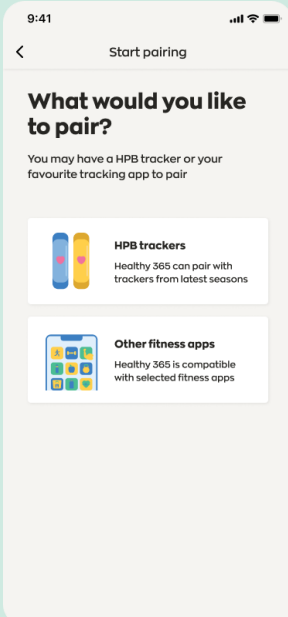 9:41
Start pairing
What would you like
to pair?
You may have a HPB tracker or your
favourite tracking app to pair
HPB trackers
Healthy 365 can pair with
trackers from latest seasons
Other fitness apps
Healthy 365 is compatible
with selected fitness apps